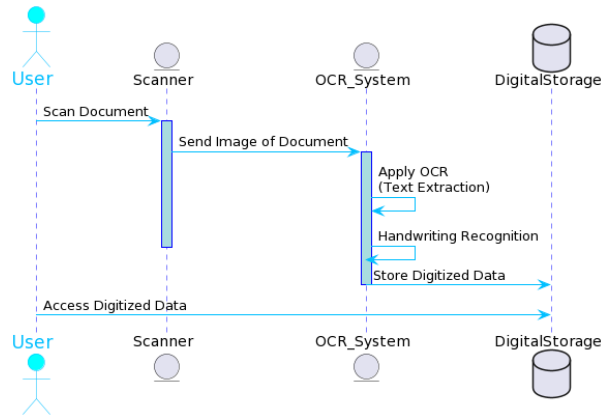 User
Scanner
OCR_System
DigitalStorage
Scan Document
Send Image of Document
Apply OCR
(Text Extraction)
Handwriting Recognition
Store Digitized Data
Access Digitized Data
User
Scanner
OCR_System
DigitalStorage